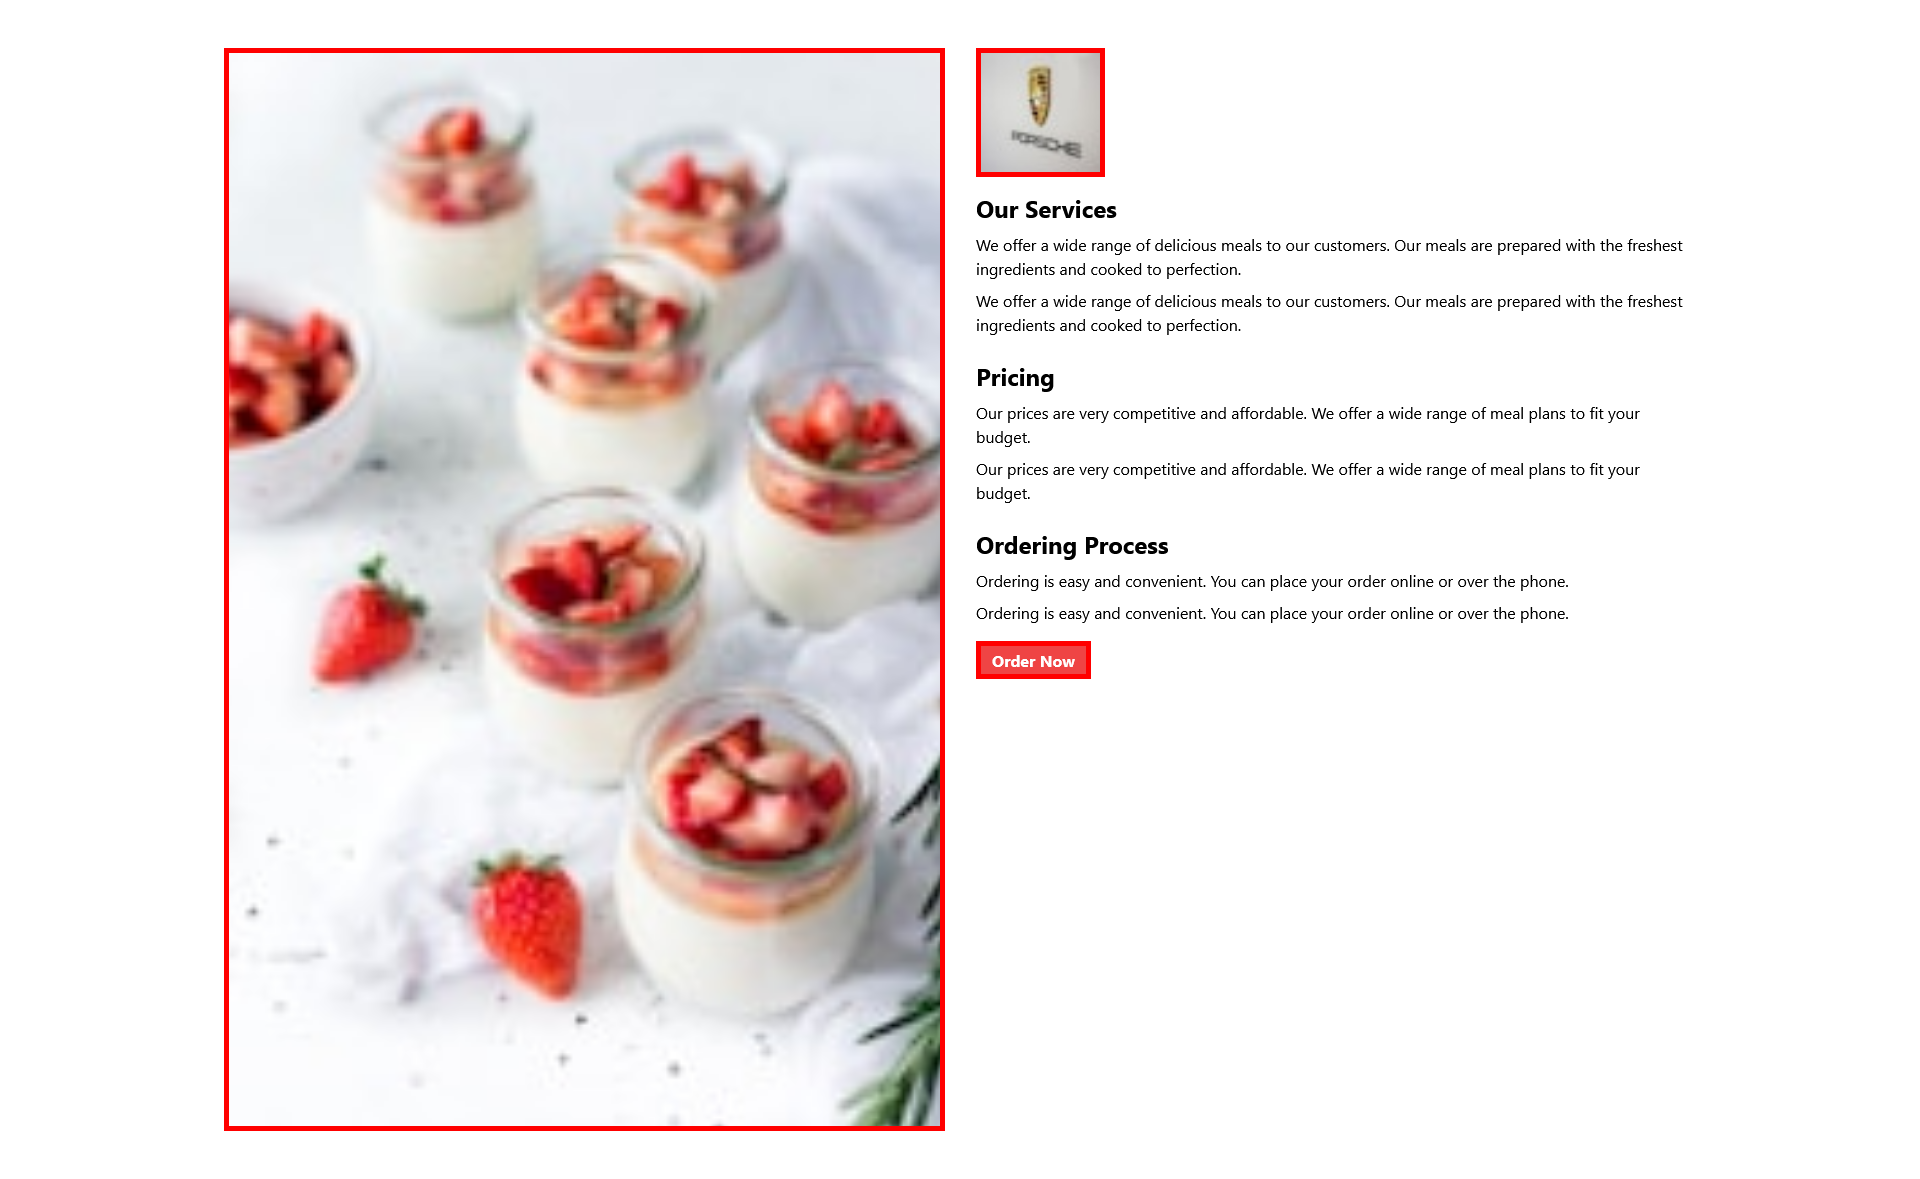 PORSCHE
Our Services
We offer a wide range of delicious meals to our customers. Our meals are prepared with the freshest
ingredients and cooked to perfection.
We offer a wide range of delicious meals to our customers. Our meals are prepared with the freshest
ingredients and cooked to perfection.
Pricing
Our prices are very competitive and affordable. We offer a wide range of meal plans to fit your
budget.
Our prices are very competitive and affordable. We offer a wide range of meal plans to fit your
budget.
Ordering Process
Ordering is easy and convenient. You can place your order online or over the phone.
Ordering is easy and convenient. You can place your order online or over the phone.
Order Now